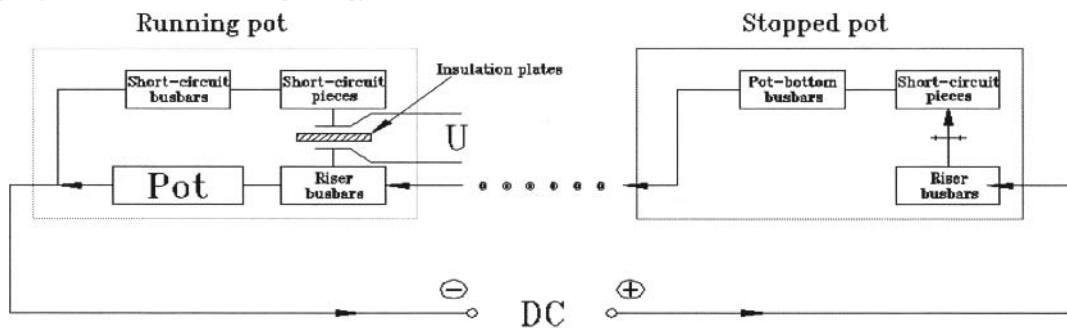 Running pot
Stopped pot
Short-circuit
busbars
Short-circuit
pieces
Insulation plates
U
Pot
Riser
busbars
Pot-bottom
busbars
Short-circuit
pieces
Riser
busbars
−
DC
+